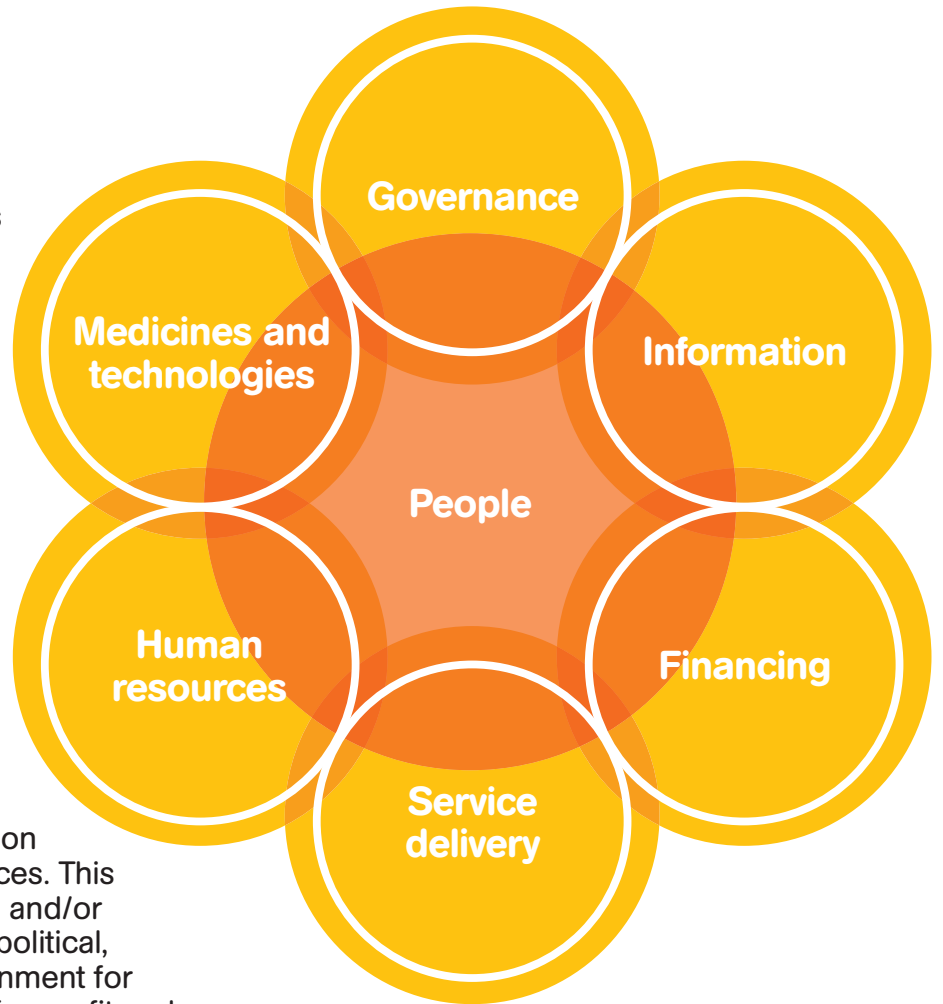 Governance
Medicines and
technologies
Information
People
Human
resources
Financing
Service
delivery
on
ces. This
and/or
political,
nment for